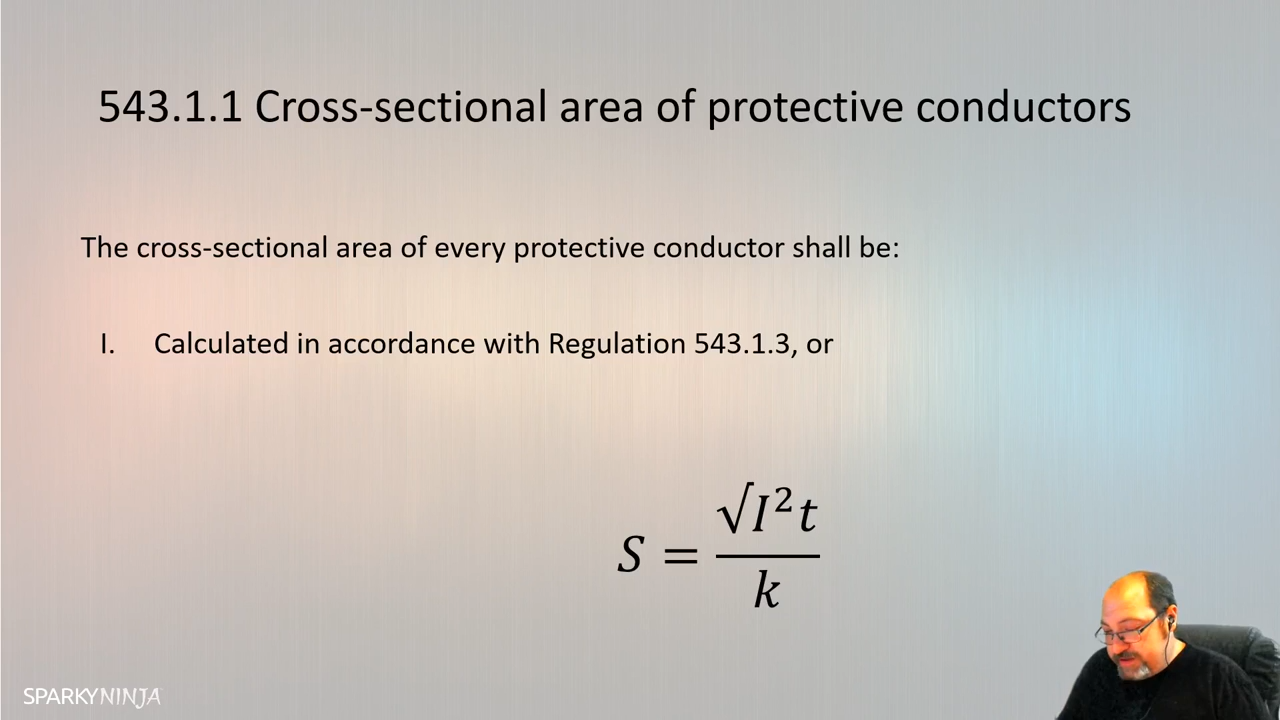 543.1.1 Cross-sectional area of protective conductors
The cross-sectional area of every protective conductor shall be:
I. Calculated in accordance with Regulation 543.1.3, or
S = √I²t / k
SPARKYNINJA